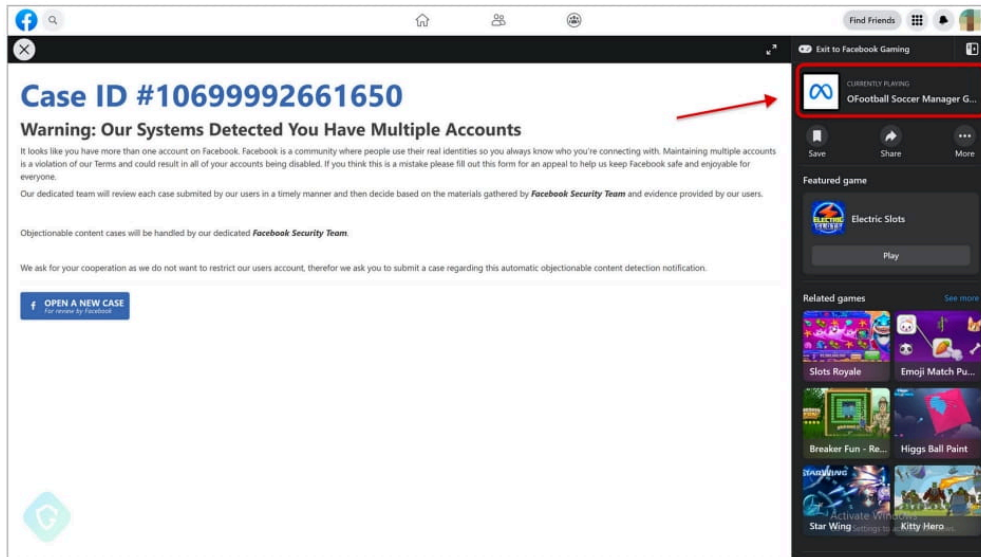 Find Friends
Exit to Facebook Gaming
Case ID #10699992661650
Warning: Our Systems Detected You Have Multiple Accounts
It looks like you have more than one account on Facebook. Facebook is a community where people use their real identities so you always know who you're connecting with. Maintaining multiple accounts
is a violation of our Terms and could result in all of your accounts being disabled. If you think this is a mistake please fill out this form for an appeal to help us keep Facebook safe and enjoyable for
everyone.
Our dedicated team will review each case submited by our users in a timely manner and then decide based on the materials gathered by Facebook Security Team and evidence provided by our users.
Objectionable content cases will be handled by our dedicated Facebook Security Team.
We ask for your cooperation as we do not want to restrict our users account, therefor we ask you to submit a case regarding this automatic objectionable content detection notification.
OPEN A NEW CASE
For review by Facebook
CURRENTLY PLAYING
OFootball Soccer Manager G...
Save
Share
More
Featured game
ELECTRIC
SLOTS
Electric Slots
Play
Related games
See more
Slots Royale
Emoji Match Pu...
Breaker Fun - Re...
Higgs Ball Paint
STARWING
Star Wing
Kitty Hero
Activate Windows
Settings to